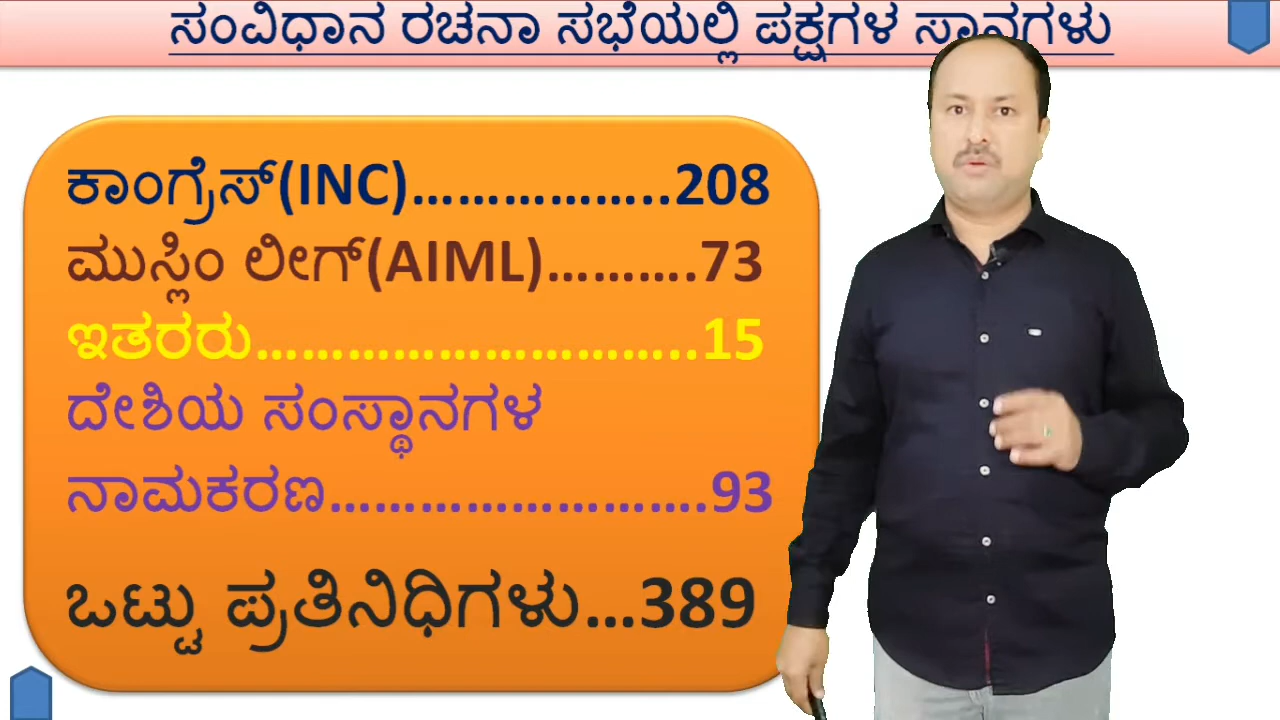 ಸಂವಿಧಾನ ರಚನಾ ಸಭೆಯಲ್ಲಿ ಪಕ್ಷಗಳ ಸ್ಥಾನಗಳು
ಕಾಂಗ್ರೆಸ್(INC)………………..208
ಮುಸ್ಲಿಂ ಲೀಗ್(AIML)……….73
ಇತರರು………………………..15
ದೇಶಿಯ ಸಂಸ್ಥಾನಗಳ
ನಾಮಕರಣ…………………….93
ಒಟ್ಟು ಪ್ರತಿನಿಧಿಗಳು...389